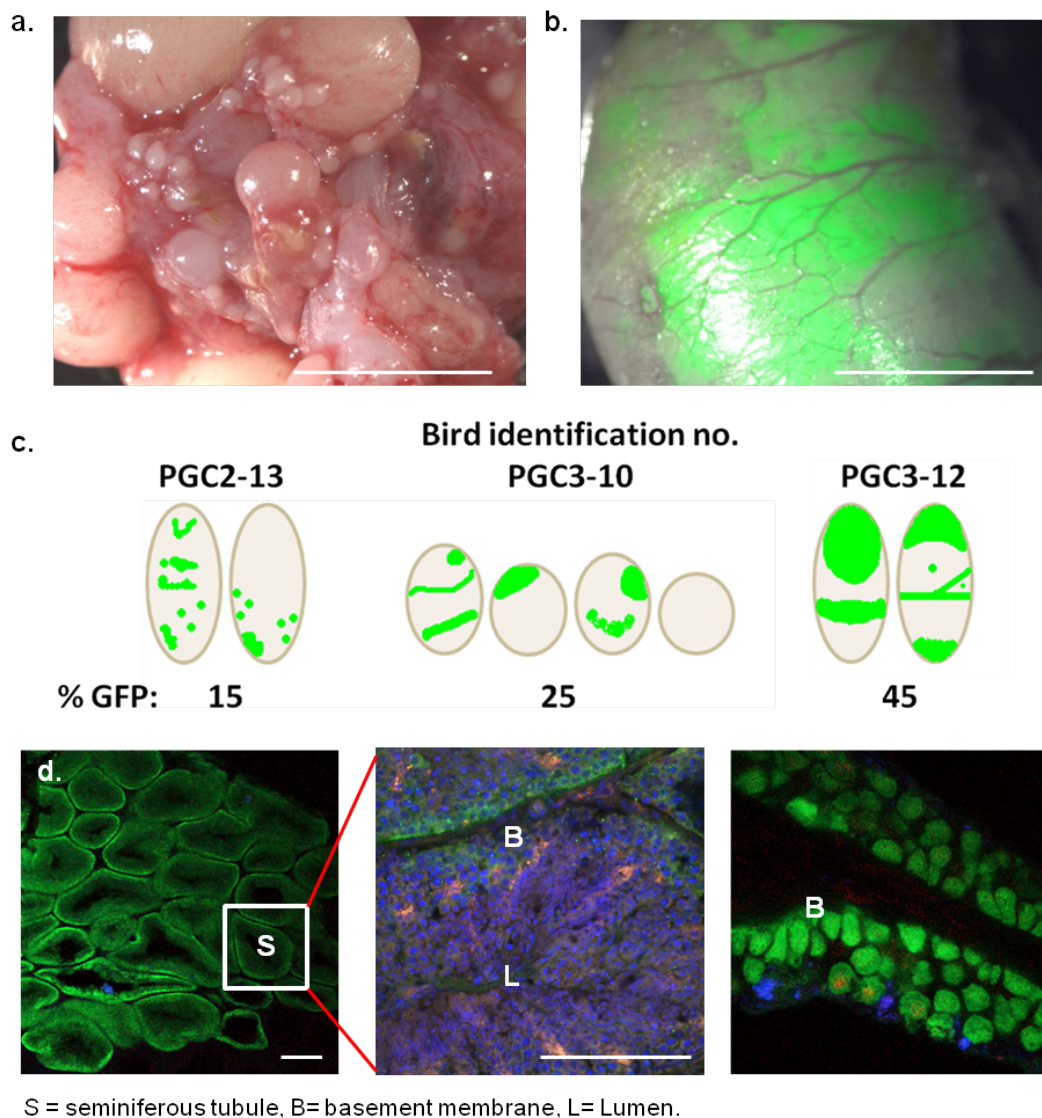 a.
b.
c.
Bird identification no.
PGC2-13 PGC3-10 PGC3-12
% GFP: 15 25 45
d.
S
B
L
B
S = seminiferous tubule, B= basement membrane, L= Lumen.